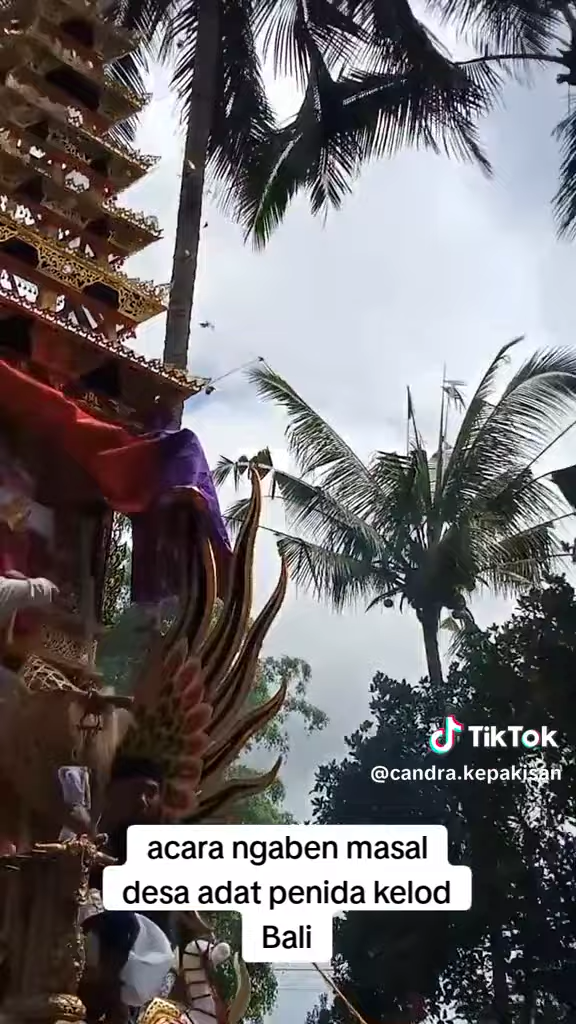 TikTok
@candra.kepakisan
acara ngaben masal
desa adat penida kelod
Bali